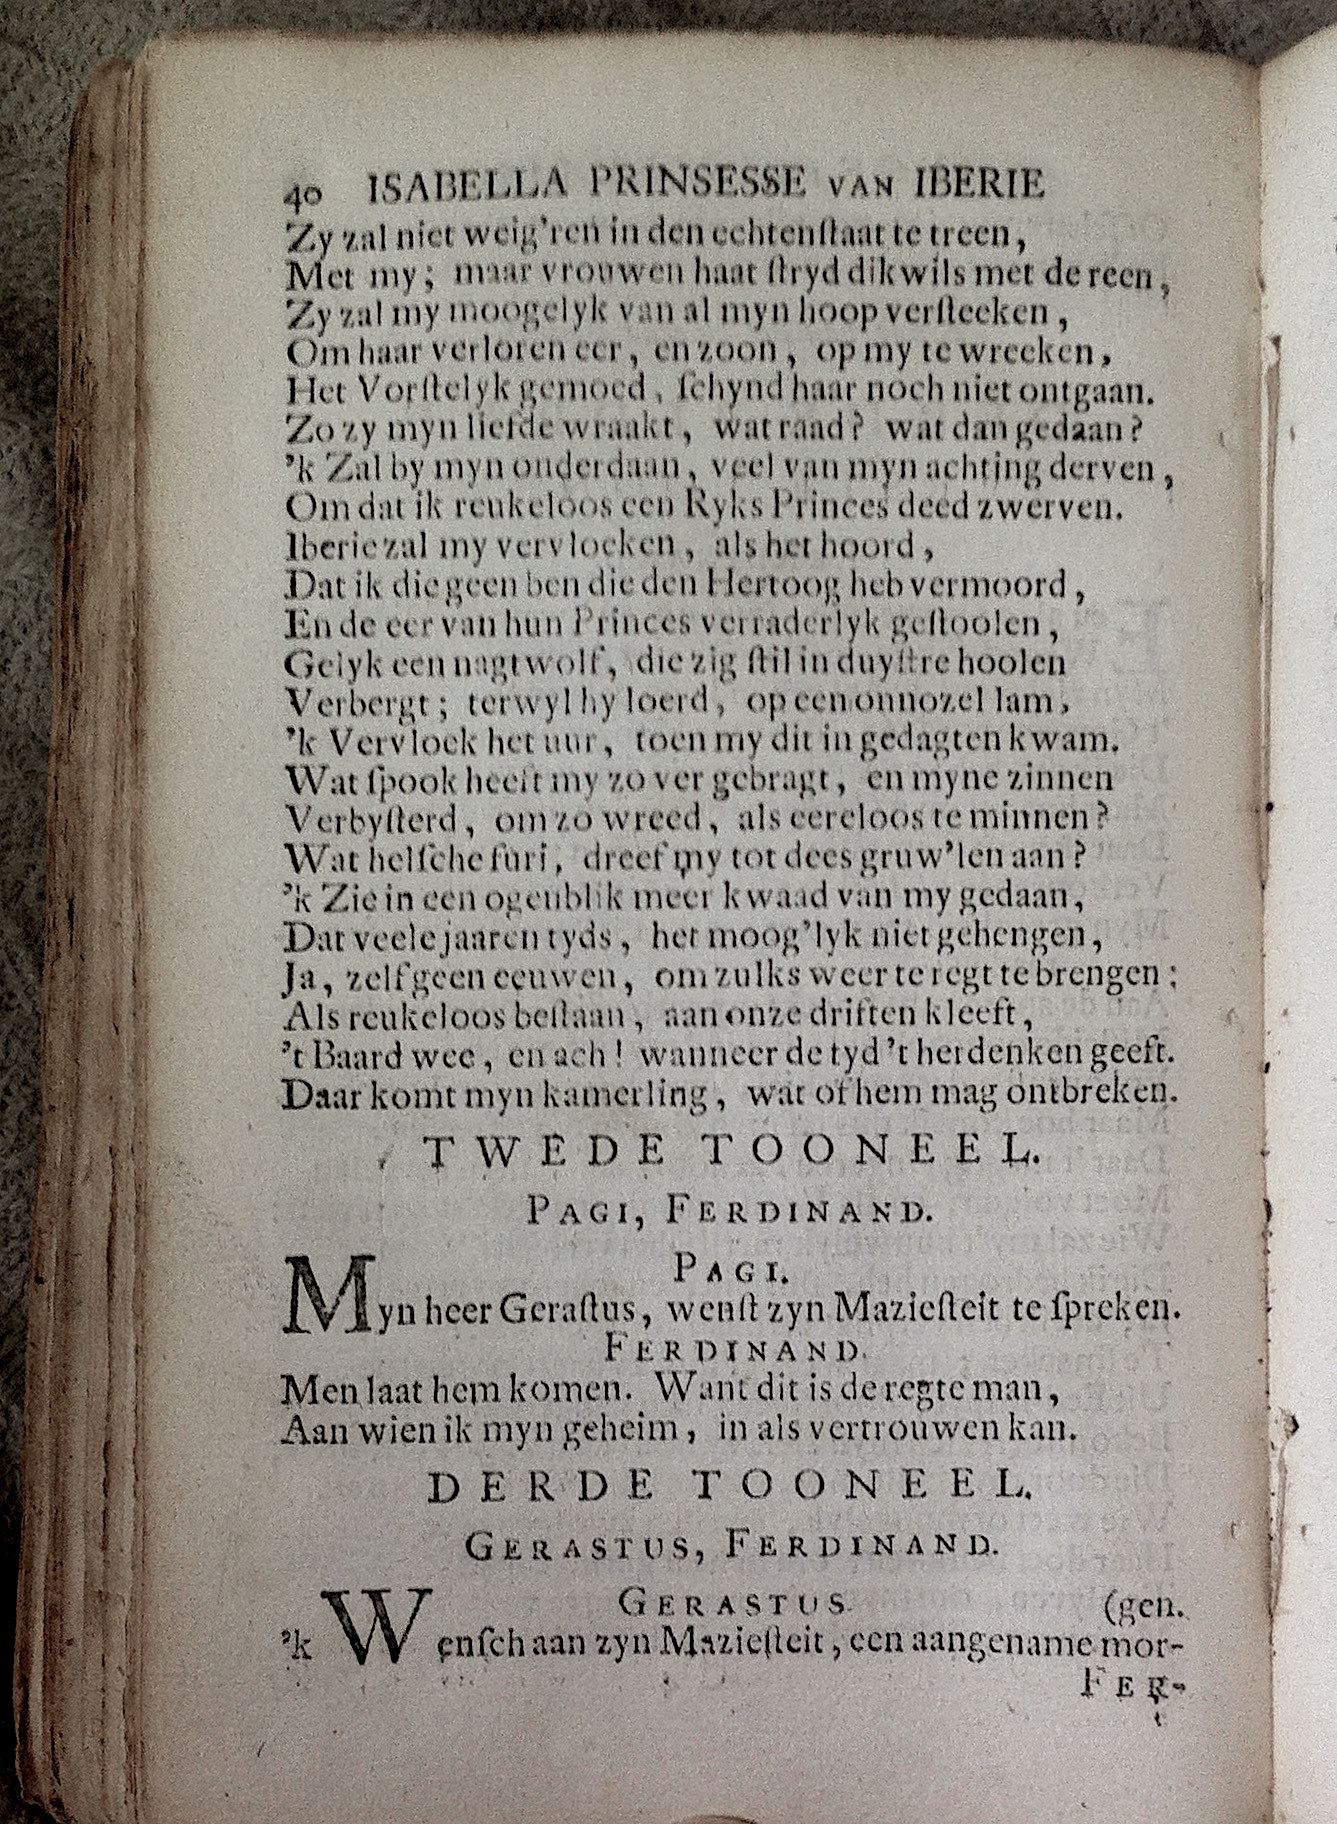 40 ISABELLA PRINSESSE VAN IBERIE
Zy zal niet weig'ren in den echtenſtaat te treen,
Met my; maar vrouwen haat ſtryd dikwils met de reen,
Zy zal my moogelyk van al myn hoop verſteeken,
Om haar verloren eer, en zoon, op my te wreeken,
Het Vorſtelyk gemoed, ſchynd haar noch niet ontgaan.
Zo zy myn liefde wraakt, wat raad? wat dan gedaan?
'k Zal by myn onderdaan, veel van myn achting derven,
Om dat ik reukeloos een Ryks Princes deed zwerven.
Iberie zal my vervloeken, als het hoord,
Dat ik die geen ben die den Hertoog heb vermoord,
En de eer van hun Princes verraderlyk geſtoolen,
Gelyk een nagtwolf, die zig ſtil in duyſtre hoolen
Verbergt; terwyl hy loerd, op een onnozel lam,
'k Vervloek het uur, toen my dit in gedagten kwam.
Wat ſpook heeft my zo ver gebragt, en myne zinnen
Verbyſterd, om zo wreed, als eereloos te minnen?
Wat helſche furi, dreef my tot dees gruw'len aan?
'k Zie in een ogenblik meer kwaad van my gedaan,
Dat veele jaaren tyds, het moog'lyk niet gehengen,
Ja, zelf geen eeuwen, om zulks weer te regt te brengen;
Als reukeloos beſtaan, aan onze driften kleeft,
't Baard wee, en ach! wanneer de tyd 't herdenken geeft.
Daar komt myn kamerling, wat of hem mag ontbreken.
TWEDE TOONEEL.
PAGI, FERDINAND.
PAGI.
Myn heer Geraſtus, wenſt zyn Mazieſteit te ſpreken.
FERDINAND.
Men laat hem komen. Want dit is de regte man,
Aan wien ik myn geheim, in als vertrouwen kan.
DERDE TOONEEL.
GERASTUS, FERDINAND.
GERASTUS. (gen.
'k Wenſch aan zyn Mazieſteit, een aangename mor-
FER-